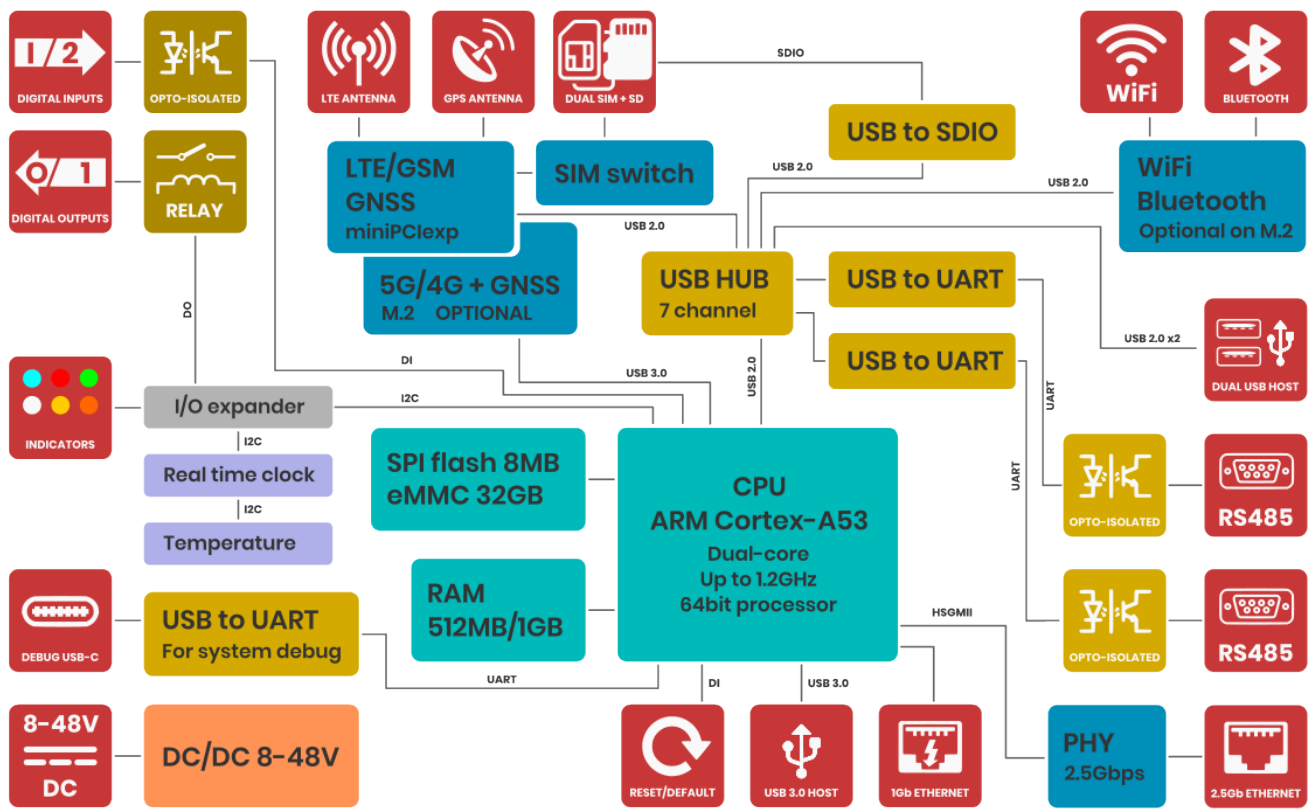 1/2
DIGITAL INPUTS
OPTO-ISOLATED
LTE ANTENNA
GPS ANTENNA
DUAL SIM + SD
SDIO
WiFi
BLUETOOTH
0/1
DIGITAL OUTPUTS
RELAY
LTE/GSM
GNSS
miniPCIexp
SIM switch
USB to SDIO
USB 2.0
USB 2.0
WiFi
Bluetooth
Optional on M.2
USB 2.0
5G/4G + GNSS
M.2 OPTIONAL
USB HUB
7 channel
USB to UART
USB to UART
DO
DI
USB 3.0
USB 2.0
USB 2.0 x2
DUAL USB HOST
UART
UART
INDICATORS
I/O expander
I2C
I2C
Real time clock
I2C
Temperature
SPI flash 8MB
eMMC 32GB
CPU
ARM Cortex-A53
Dual-core
Up to 1.2GHz
64bit processor
RAM
512MB/1GB
OPTO-ISOLATED
RS485
OPTO-ISOLATED
RS485
DEBUG USB-C
USB to UART
For system debug
UART
DI
USB 3.0
HSGMII
8-48V
DC
DC/DC 8-48V
RESET/DEFAULT
USB 3.0 HOST
1Gb ETHERNET
PHY
2.5Gbps
2.5Gb ETHERNET